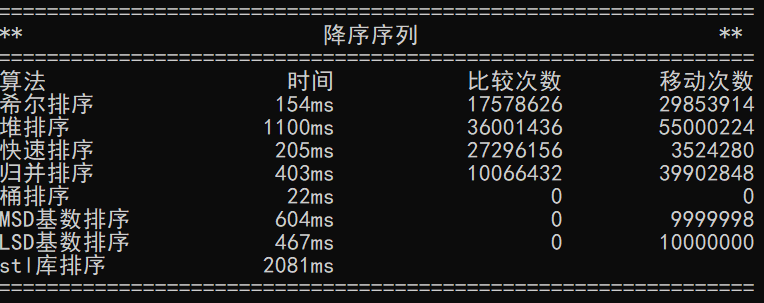 ==================================================
** 降序序列 **
==================================================
算法 时间 比较次数 移动次数
希尔排序 154ms 17578626 29853914
堆排序 1100ms 36001436 55000224
快速排序 205ms 27296156 3524280
归并排序 403ms 10066432 39902848
桶排序 22ms 0 0
MSD基数排序 604ms 0 9999998
LSD基数排序 467ms 0 10000000
stl库排序 2081ms
==================================================